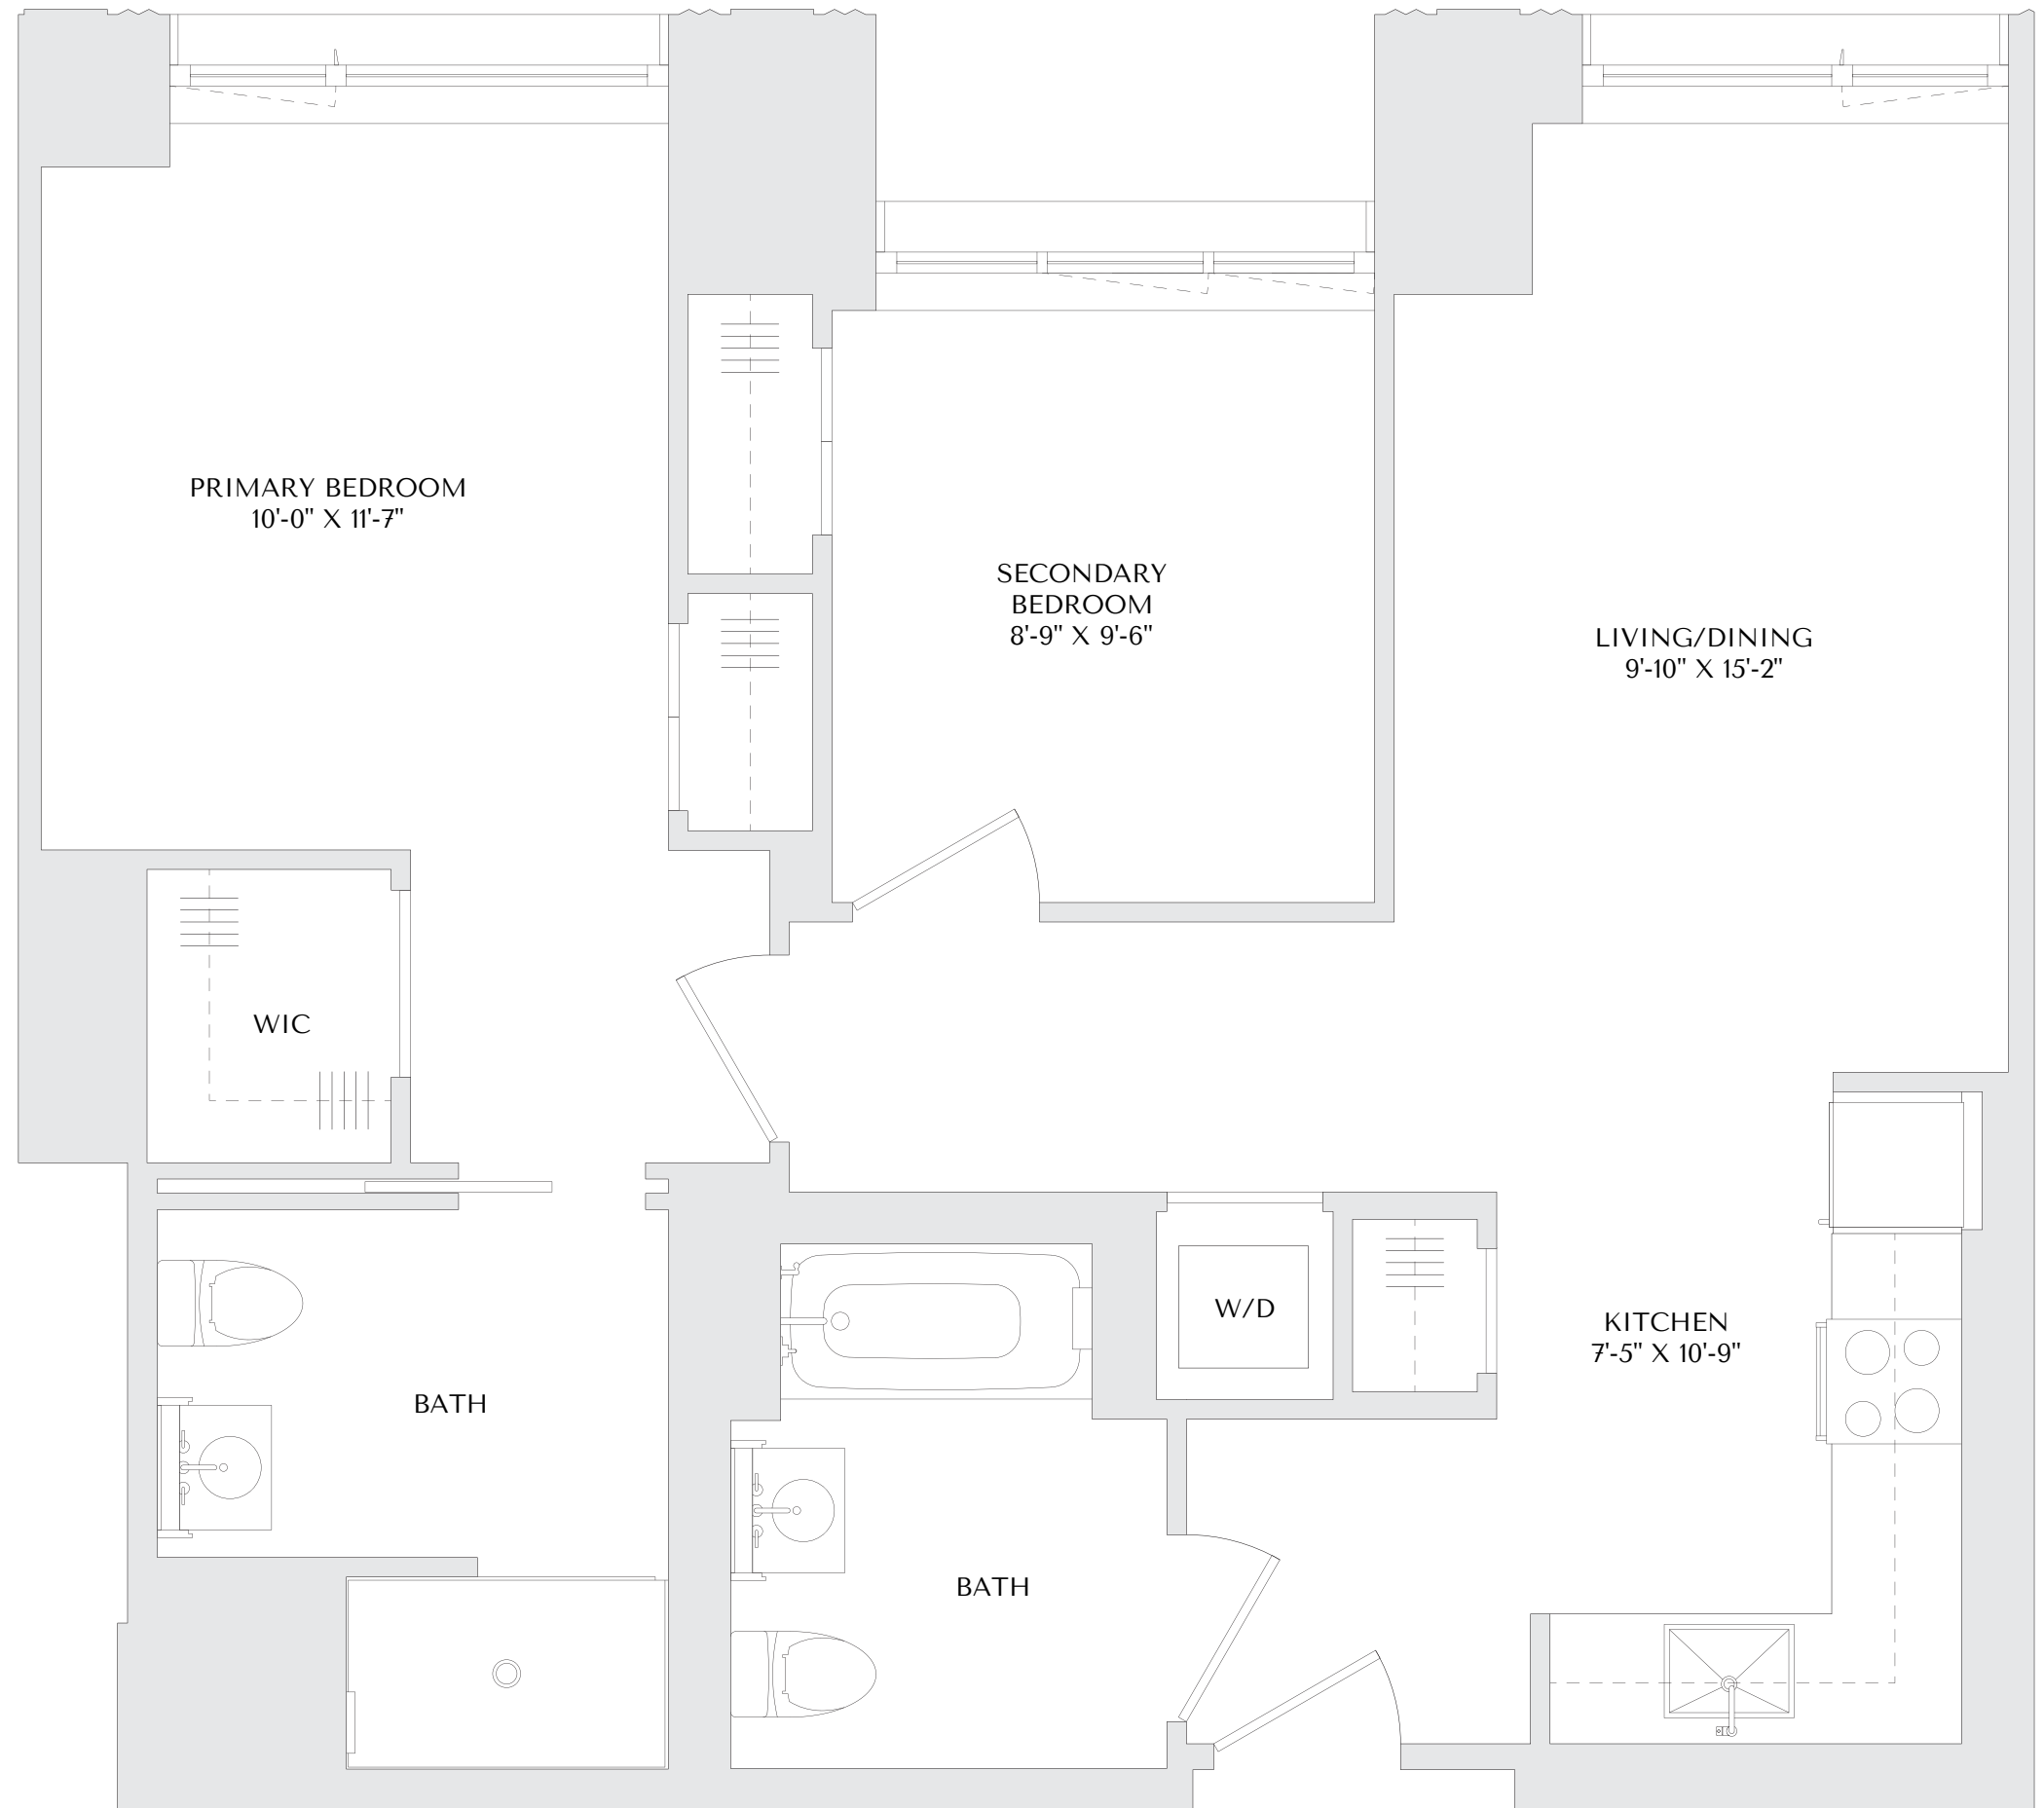 PRIMARY BEDROOM
10'-0" X 11'-7"
SECONDARY
BEDROOM
8'-9" X 9'-6"
LIVING/DINING
9'-10" X 15'-2"
WIC
W/D
KITCHEN
7'-5" X 10'-9"
BATH
BATH